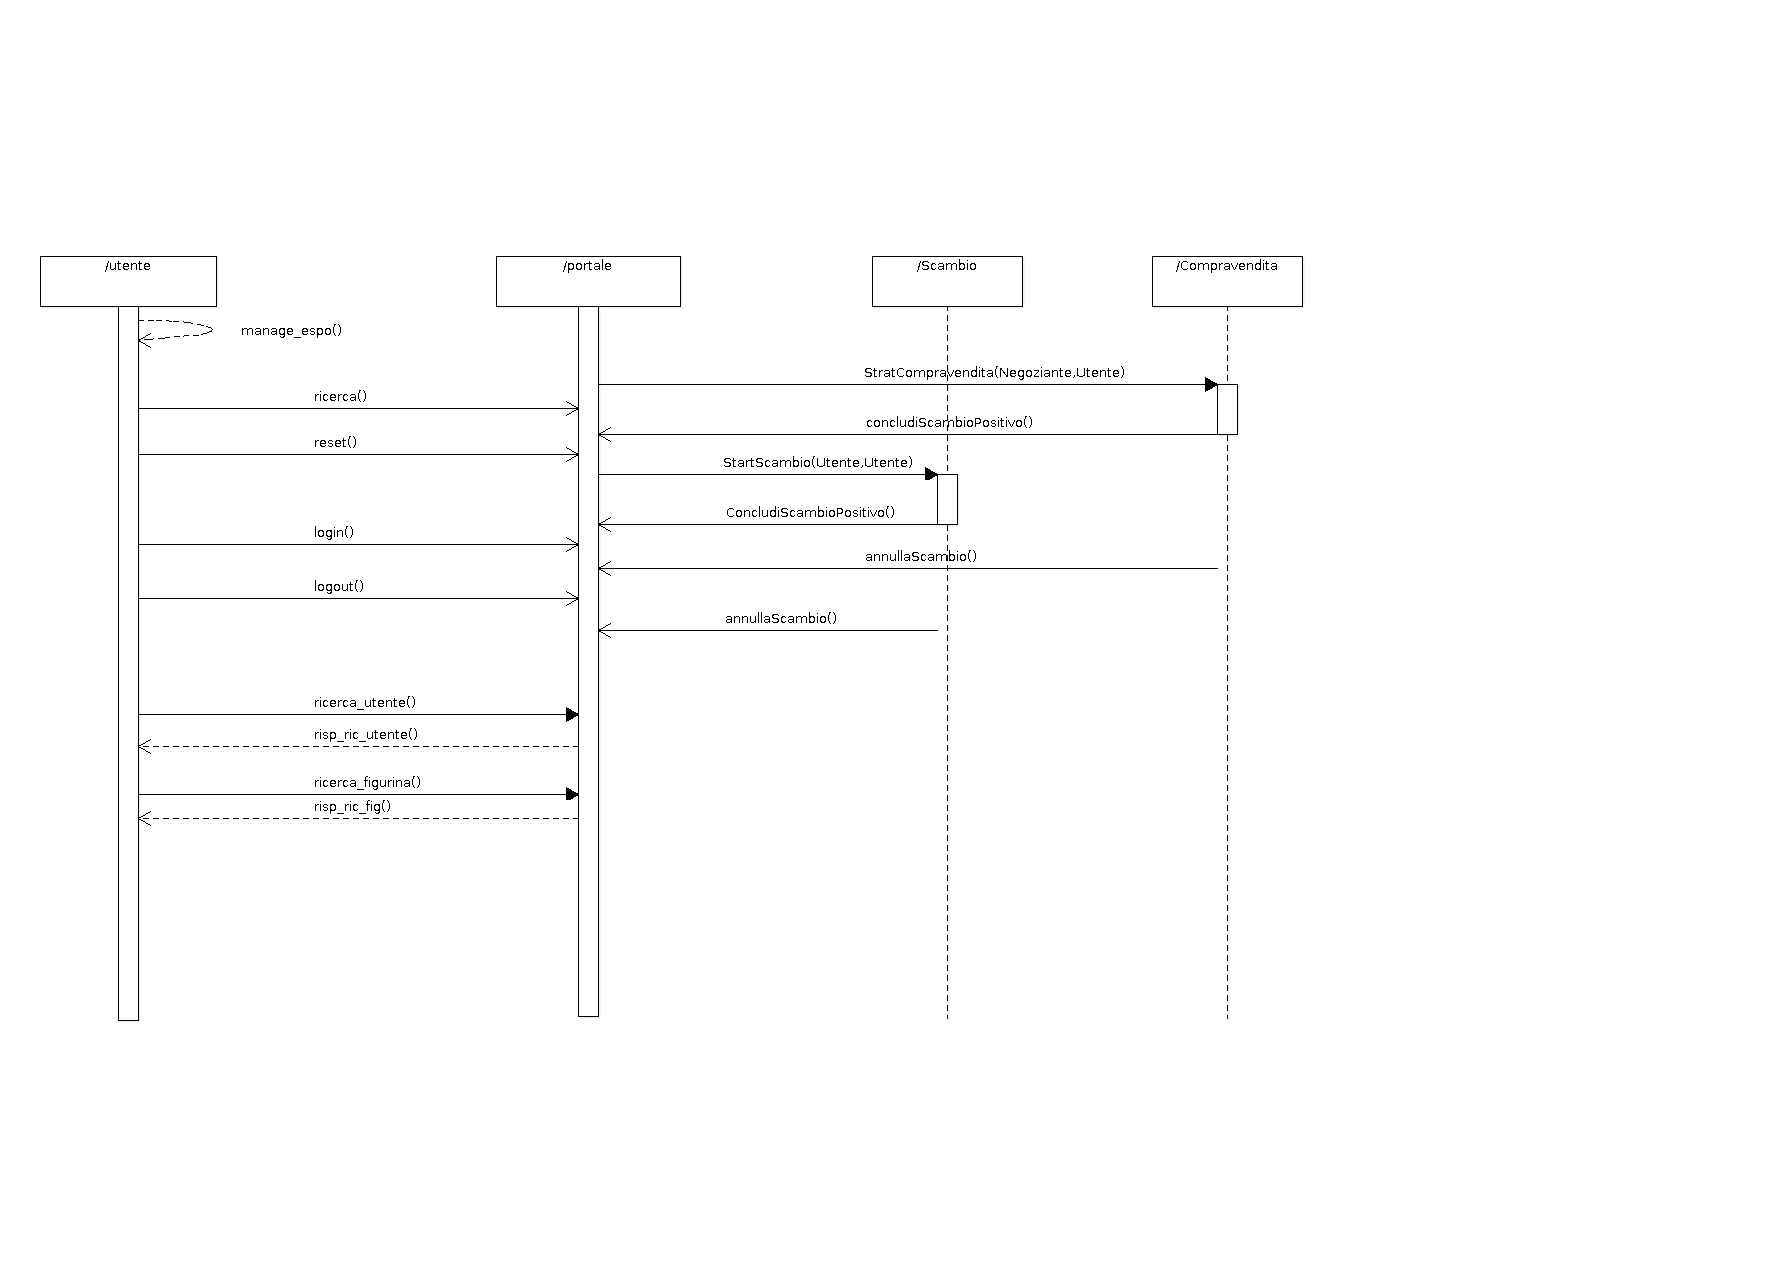 /utente
/portale
/Scambio
/Compravendita
manage_espo()
StratCompravendita(Negoziante,Utente)
ricerca()
concludiScambioPositivo()
reset()
StartScambio(Utente,Utente)
ConcludiScambioPositivo()
login()
annullaScambio()
logout()
annullaScambio()
ricerca_utente()
risp_ric_utente()
ricerca_figurina()
risp_ric_fig()